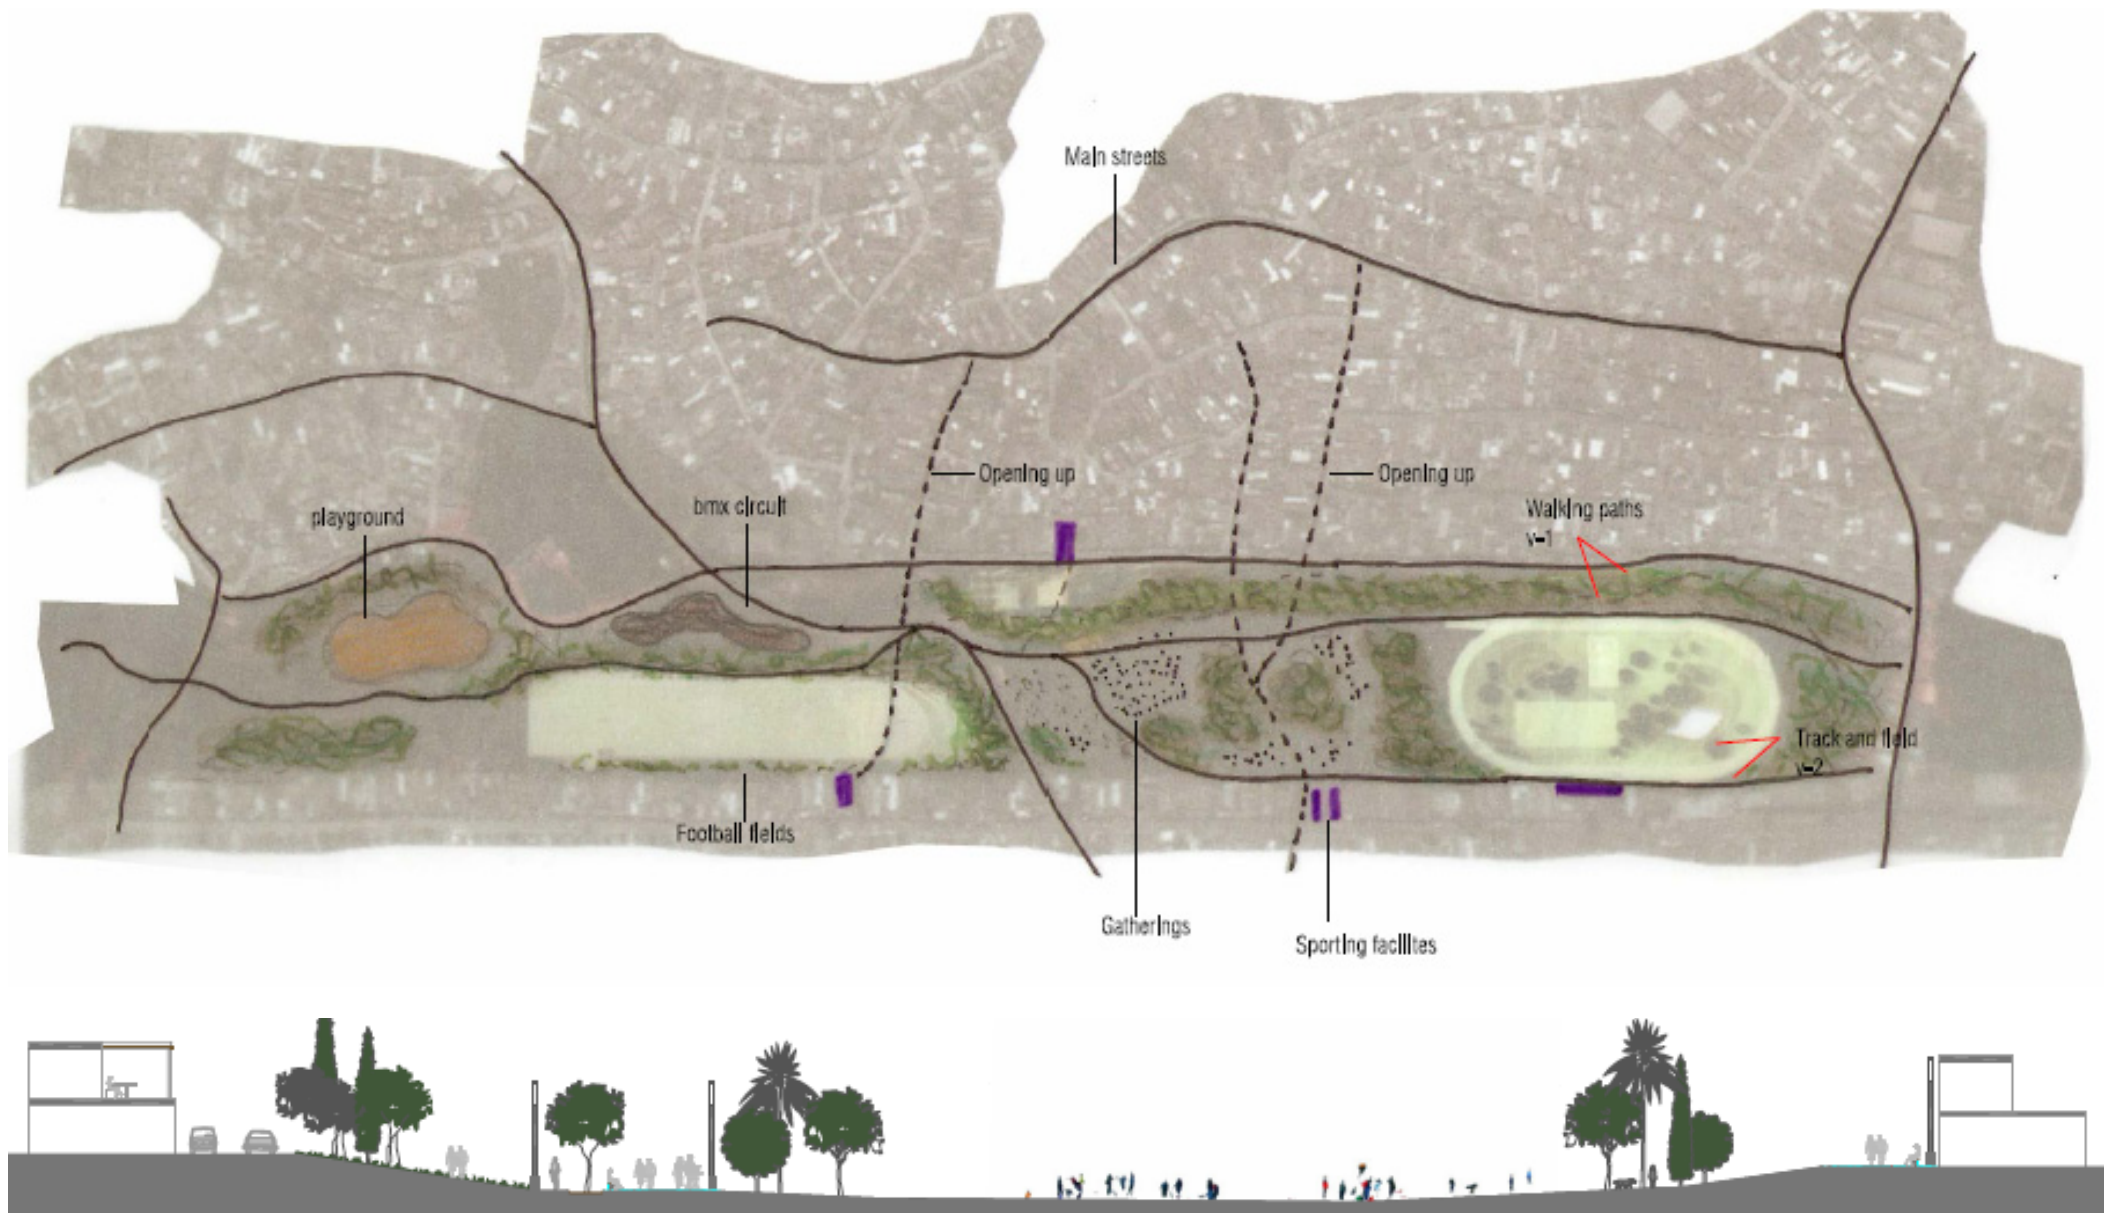 Main streets
Opening up
Opening up
Walking paths
v-1
playground
bmx circuit
Track and field
v-2
Football fields
Gatherings
Sporting facilites